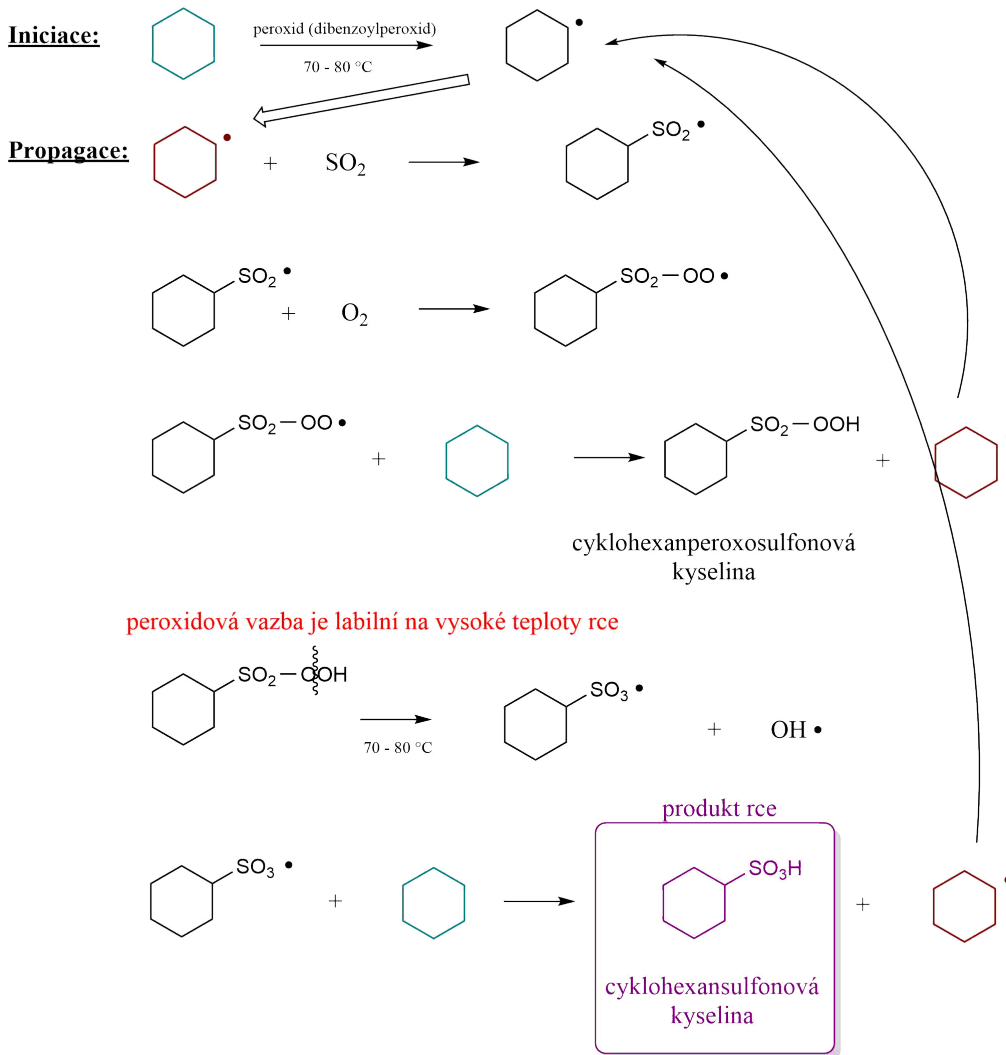 Iniciace:
peroxid (dibenzoylperoxid)
70 - 80 °C
Propagace:
+ SO2
SO2 •
SO2 •
+ O2
SO2 — OO •
SO2 — OO •
+
SO2 — OOH
+
cyklohexanperoxosulfonová
kyselina
peroxidová vazba je labilní na vysoké teploty rce
SO2 — OOH
70 - 80 °C
SO3 •
+ OH •
produkt rce
SO3 •
+
SO3H
+
cyklohexansulfonová
kyselina